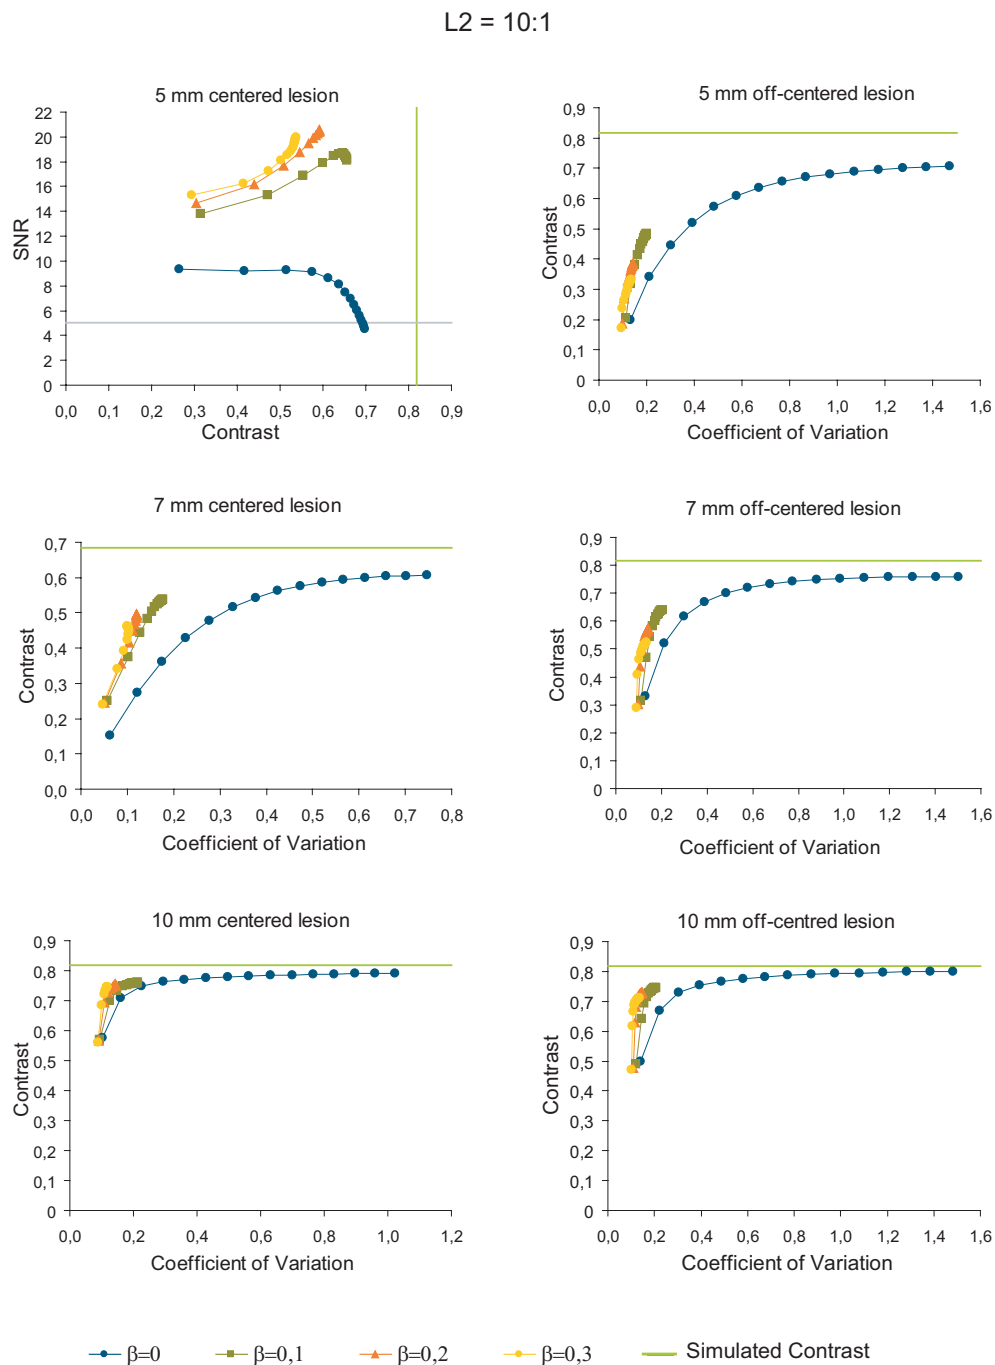 L2 = 10:1
5 mm centered lesion
SNR
22
20
18
16
14
12
10
8
6
4
2
0
0,0 0,1 0,2 0,3 0,4 0,5 0,6 0,7 0,8 0,9
Contrast
5 mm off-centered lesion
Contrast
0,9
0,8
0,7
0,6
0,5
0,4
0,3
0,2
0,1
0
0,0 0,2 0,4 0,6 0,8 1,0 1,2 1,4 1,6
Coefficient of Variation
7 mm centered lesion
Contrast
0,7
0,6
0,5
0,4
0,3
0,2
0,1
0,0
0,0 0,1 0,2 0,3 0,4 0,5 0,6 0,7 0,8
Coefficient of Variation
7 mm off-centered lesion
Contrast
0,9
0,8
0,7
0,6
0,5
0,4
0,3
0,2
0,1
0
0,0 0,2 0,4 0,6 0,8 1,0 1,2 1,4 1,6
Coefficient of Variation
10 mm centered lesion
Contrast
0,9
0,8
0,7
0,6
0,5
0,4
0,3
0,2
0,1
0
0,0 0,2 0,4 0,6 0,8 1,0 1,2
Coefficient of Variation
10 mm off-centred lesion
Contrast
0,9
0,8
0,7
0,6
0,5
0,4
0,3
0,2
0,1
0
0,0 0,2 0,4 0,6 0,8 1,0 1,2 1,4 1,6
Coefficient of Variation
β=0 β=0,1 β=0,2 β=0,3 Simulated Contrast